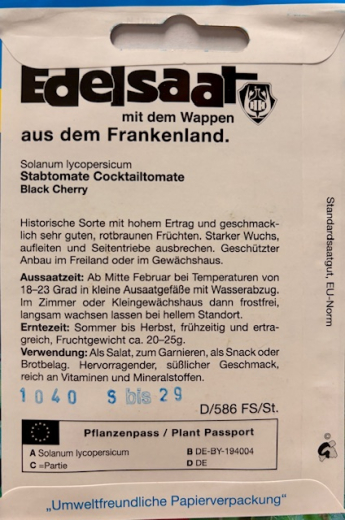 Edelsaat
mit dem Wappen
aus dem Frankenland.
Solanum lycopersicum
Stabtomate Cocktailtomate
Black Cherry
Historische Sorte mit hohem Ertrag und geschmack-
lich sehr guten, rotbraunen Früchten. Starker Wuchs,
aufleiten und Seitentriebe ausbrechen. Geschützter
Anbau im Freiland oder im Gewächshaus.
Aussaatzeit: Ab Mitte Februar bei Temperaturen von
18–23 Grad in kleine Ausaatgefäße mit Wasserabzug.
Im Zimmer oder Kleingewächshaus dann frostfrei,
langsam wachsen lassen bei hellem Standort.
Erntezeit: Sommer bis Herbst, frühzeitig und ertra-
greich, Fruchtgewicht ca. 20–25g.
Verwendung: Als Salat, zum Garnieren, als Snack oder
Brotbelag. Hervorragender, süßlicher Geschmack,
reich an Vitaminen und Mineralstoffen.
1040 S bis 29
D/586 FS/St.
Pflanzenpass / Plant Passport
A Solanum lycopersicum B DE-BY-194004
C =Partie D DE
„Umweltfreundliche Papierverpackung"
Standardsaatgut, EU-Norm